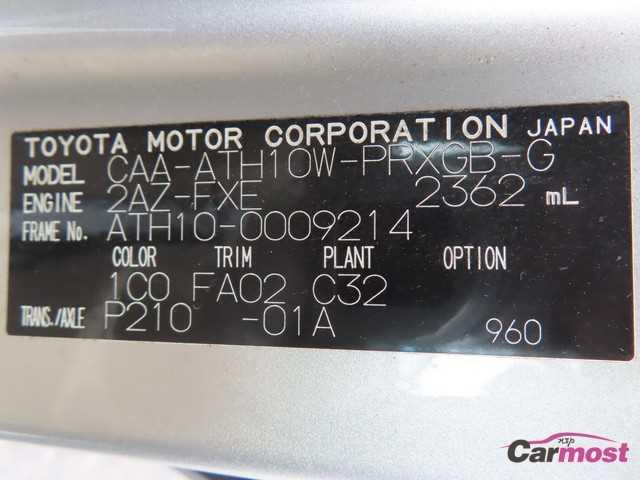 TOYOTA MOTOR CORPORATION JAPAN
MODEL CAA-ATH10W-PRXGB-G
ENGINE 2AZ-FXE 2362 mL
FRAME No. ATH10-0009214
COLOR TRIM PLANT OPTION
1C0 FA02 C32
TRANS./AXLE P210 -01A 960
nsp
Carmost